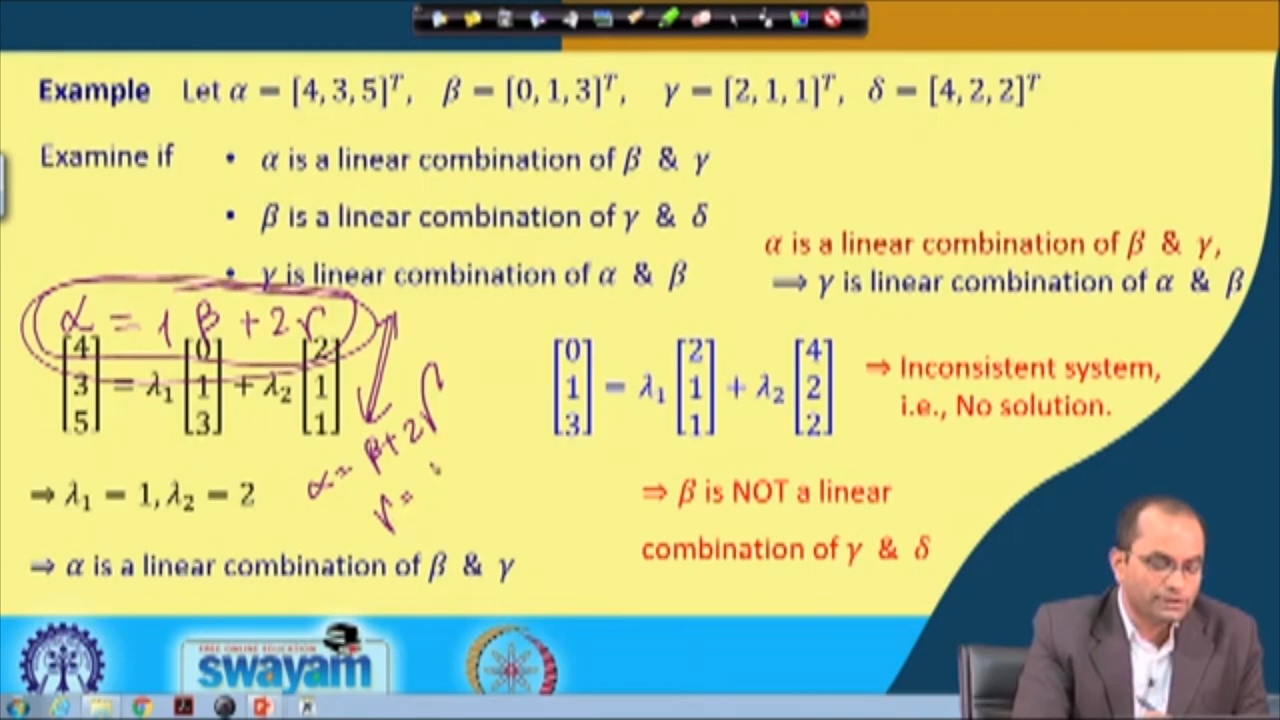 Example Let α = [4, 3, 5]ᵀ, β = [0, 1, 3]ᵀ, γ = [2, 1, 1]ᵀ, δ = [4, 2, 2]ᵀ
Examine if • α is a linear combination of β & γ
• β is a linear combination of γ & δ
• γ is linear combination of α & β
α is a linear combination of β & γ,
⟹ γ is linear combination of α & β
α = 1 β + 2γ
[4 3 5] = λ₁ [0 1 3] + λ₂ [2 1 1]
α = β + 2γ
γ =
⇒ λ₁ = 1, λ₂ = 2
⇒ α is a linear combination of β & γ
[0 1 3] = λ₁ [2 1 1] + λ₂ [4 2 2]
⇒ Inconsistent system,
i.e., No solution.
⇒ β is NOT a linear
combination of γ & δ
FREE ONLINE EDUCATION
swayam